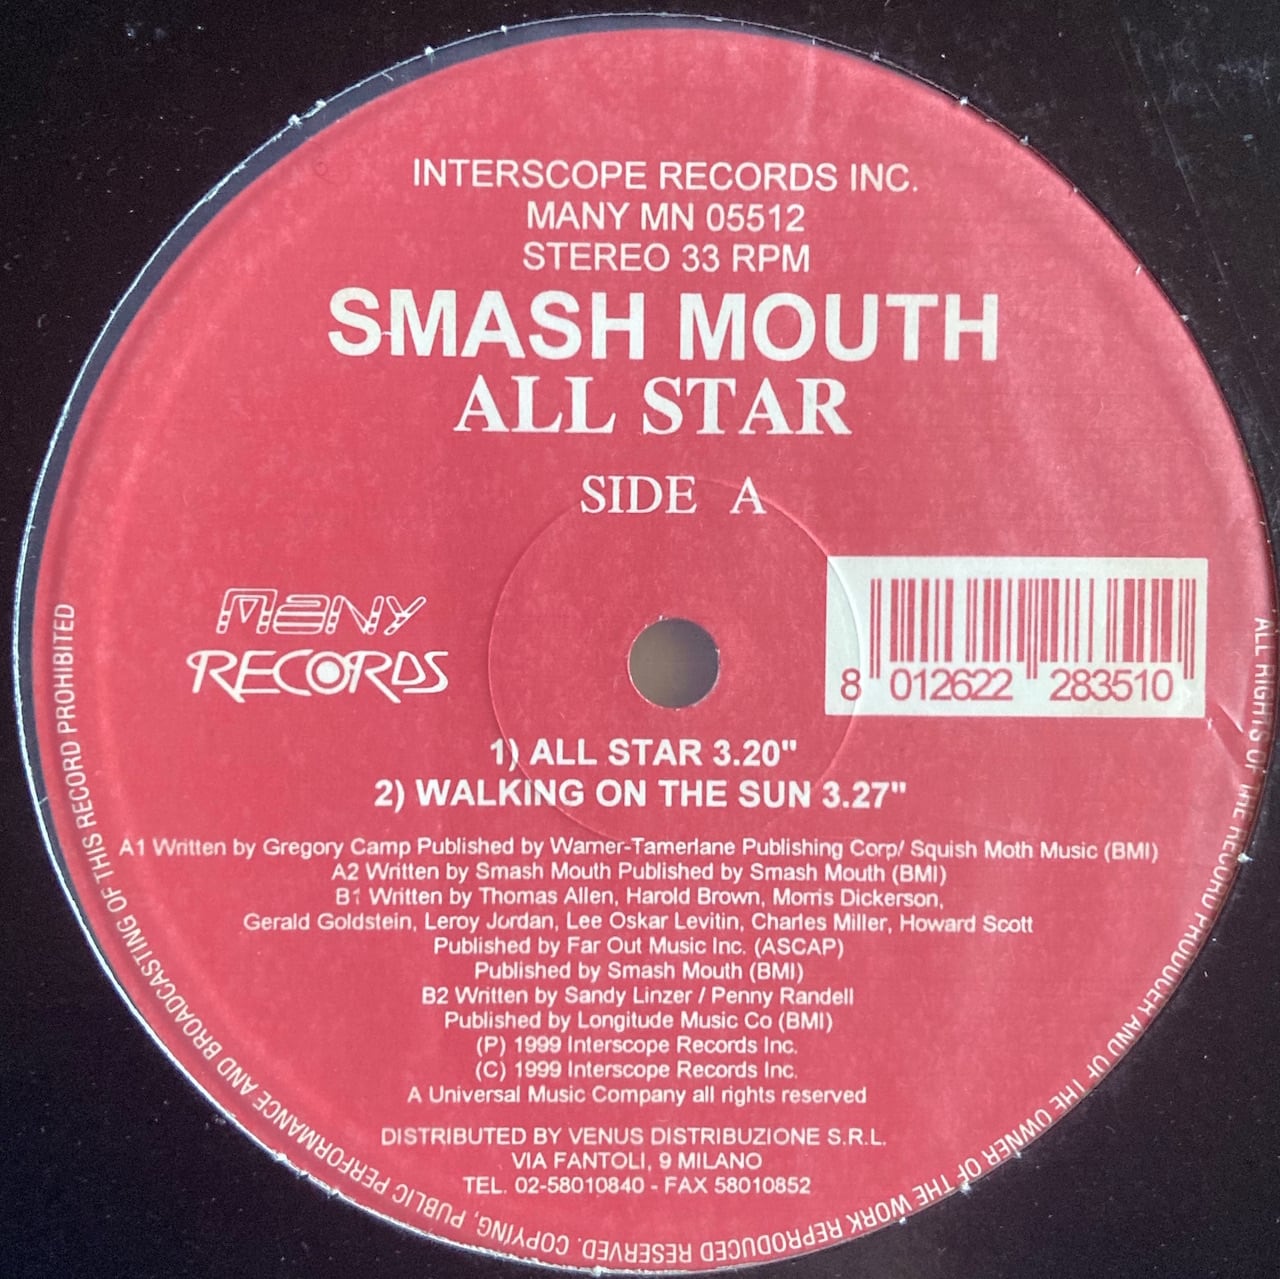 INTERSCOPE RECORDS INC.
MANY MN 05512
STEREO 33 RPM
SMASH MOUTH
ALL STAR
SIDE A
MANY
RECORDS
8 012622 283510
1) ALL STAR 3.20"
2) WALKING ON THE SUN 3.27"
A1 Written by Gregory Camp Published by Warner-Tamerlane Publishing Corp/ Squish Moth Music (BMI)
A2 Written by Smash Mouth Published by Smash Mouth (BMI)
B1 Written by Thomas Allen, Harold Brown, Morris Dickerson,
Gerald Goldstein, Leroy Jordan, Lee Oskar Levitin, Charles Miller, Howard Scott
Published by Far Out Music Inc. (ASCAP)
Published by Smash Mouth (BMI)
B2 Written by Sandy Linzer / Penny Randell
Published by Longitude Music Co (BMI)
(P) 1999 Interscope Records Inc.
(C) 1999 Interscope Records Inc.
A Universal Music Company all rights reserved
DISTRIBUTED BY VENUS DISTRIBUZIONE S.R.L.
VIA FANTOLI, 9 MILANO
TEL. 02-58010840 - FAX 58010852
ALL RIGHTS OF THE RECORD PRODUCER AND OF THE OWNER OF THE WORK REPRODUCED RESERVED. COPYING, PUBLIC PERFORMANCE AND BROADCASTING OF THIS RECORD PROHIBITED